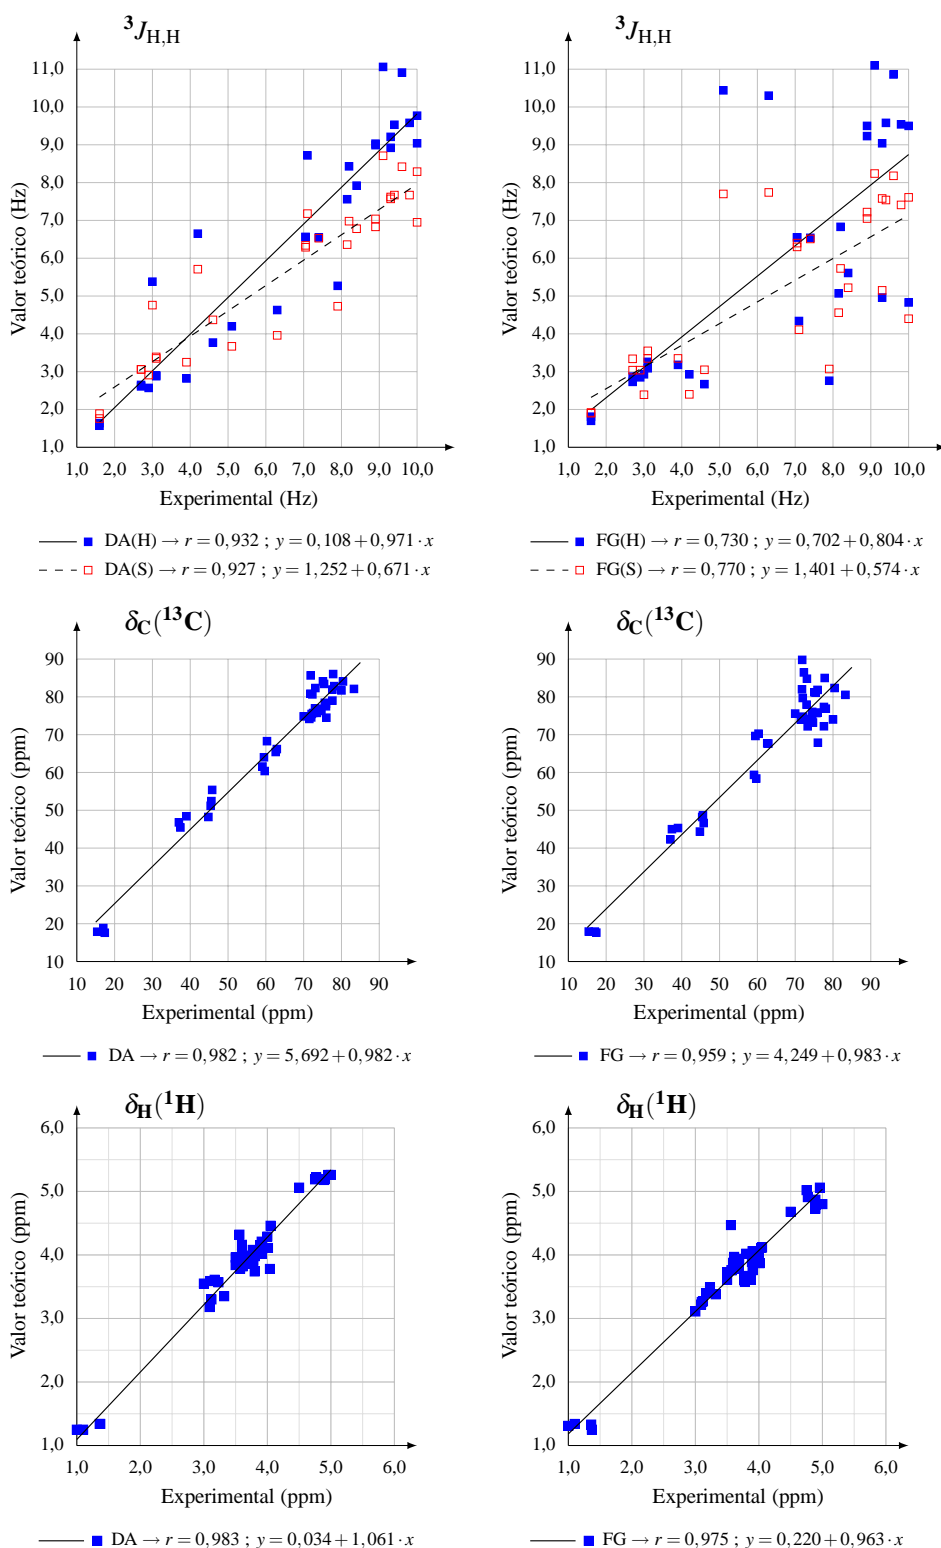 ³J_H,H
11,0
10,0
9,0
8,0
7,0
6,0
5,0
4,0
3,0
2,0
1,0
Valor teórico (Hz)
1,0 2,0 3,0 4,0 5,0 6,0 7,0 8,0 9,0 10,0
Experimental (Hz)
DA(H) → r = 0,932 ; y = 0,108 + 0,971 · x
DA(S) → r = 0,927 ; y = 1,252 + 0,671 · x
³J_H,H
11,0
10,0
9,0
8,0
7,0
6,0
5,0
4,0
3,0
2,0
1,0
Valor teórico (Hz)
1,0 2,0 3,0 4,0 5,0 6,0 7,0 8,0 9,0 10,0
Experimental (Hz)
FG(H) → r = 0,730 ; y = 0,702 + 0,804 · x
FG(S) → r = 0,770 ; y = 1,401 + 0,574 · x
δ_C(¹³C)
90
80
70
60
50
40
30
20
10
Valor teórico (ppm)
10 20 30 40 50 60 70 80 90
Experimental (ppm)
DA → r = 0,982 ; y = 5,692 + 0,982 · x
δ_C(¹³C)
90
80
70
60
50
40
30
20
10
Valor teórico (ppm)
10 20 30 40 50 60 70 80 90
Experimental (ppm)
FG → r = 0,959 ; y = 4,249 + 0,983 · x
δ_H(¹H)
6,0
5,0
4,0
3,0
2,0
1,0
Valor teórico (ppm)
1,0 2,0 3,0 4,0 5,0 6,0
Experimental (ppm)
DA → r = 0,983 ; y = 0,034 + 1,061 · x
δ_H(¹H)
6,0
5,0
4,0
3,0
2,0
1,0
Valor teórico (ppm)
1,0 2,0 3,0 4,0 5,0 6,0
Experimental (ppm)
FG → r = 0,975 ; y = 0,220 + 0,963 · x